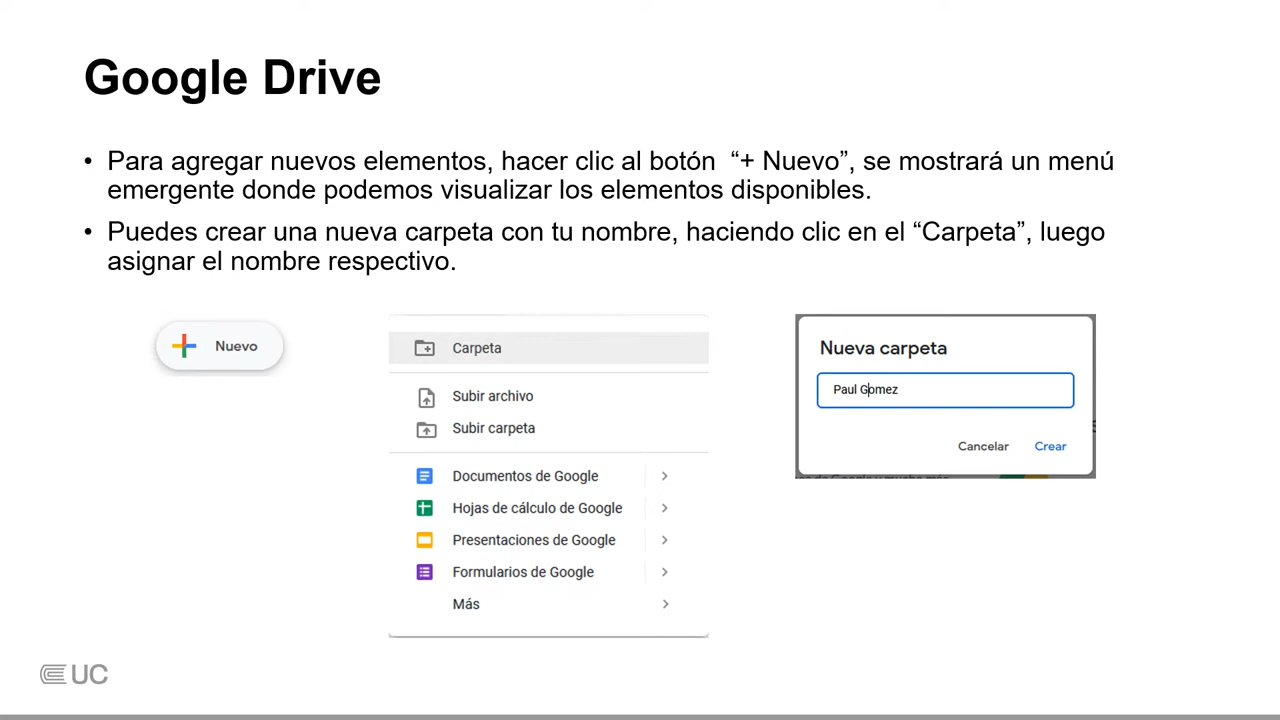 Google Drive
• Para agregar nuevos elementos, hacer clic al botón “+ Nuevo”, se mostrará un menú
emergente donde podemos visualizar los elementos disponibles.
• Puedes crear una nueva carpeta con tu nombre, haciendo clic en el “Carpeta”, luego
asignar el nombre respectivo.
Nuevo
Carpeta
Subir archivo
Subir carpeta
Documentos de Google
Hojas de cálculo de Google
Presentaciones de Google
Formularios de Google
Más
Nueva carpeta
Paul Gomez
Cancelar Crear
UC